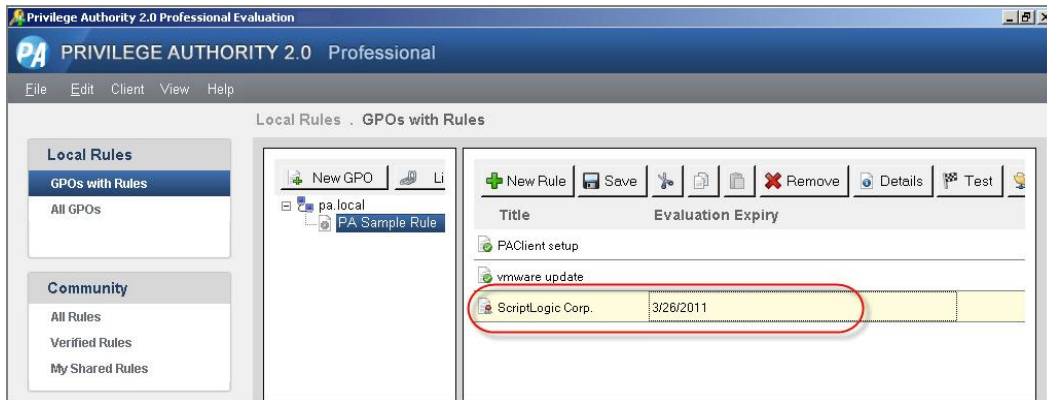 Privilege Authority 2.0 Professional Evaluation
PA PRIVILEGE AUTHORITY 2.0 Professional
File Edit Client View Help
Local Rules . GPOs with Rules
Local Rules
GPOs with Rules
All GPOs
Community
All Rules
Verified Rules
My Shared Rules
New GPO Li
pa.local
PA Sample Rule
New Rule Save Remove Details Test
Title Evaluation Expiry
PAClient setup
vmware update
ScriptLogic Corp. 3/26/2011